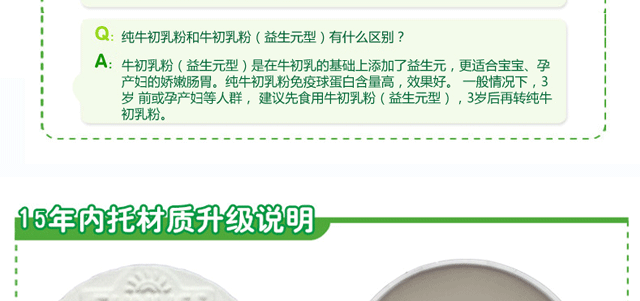 Q: 纯牛初乳粉和牛初乳粉（益生元型）有什么区别？
A: 牛初乳粉（益生元型）是在牛初乳的基础上添加了益生元，更适合宝宝、孕
产妇的娇嫩肠胃。纯牛初乳粉免疫球蛋白含量高，效果好。 一般情况下，3
岁 前或孕产妇等人群， 建议先食用牛初乳粉（益生元型），3岁后再转纯牛
初乳粉。
15年内托材质升级说明